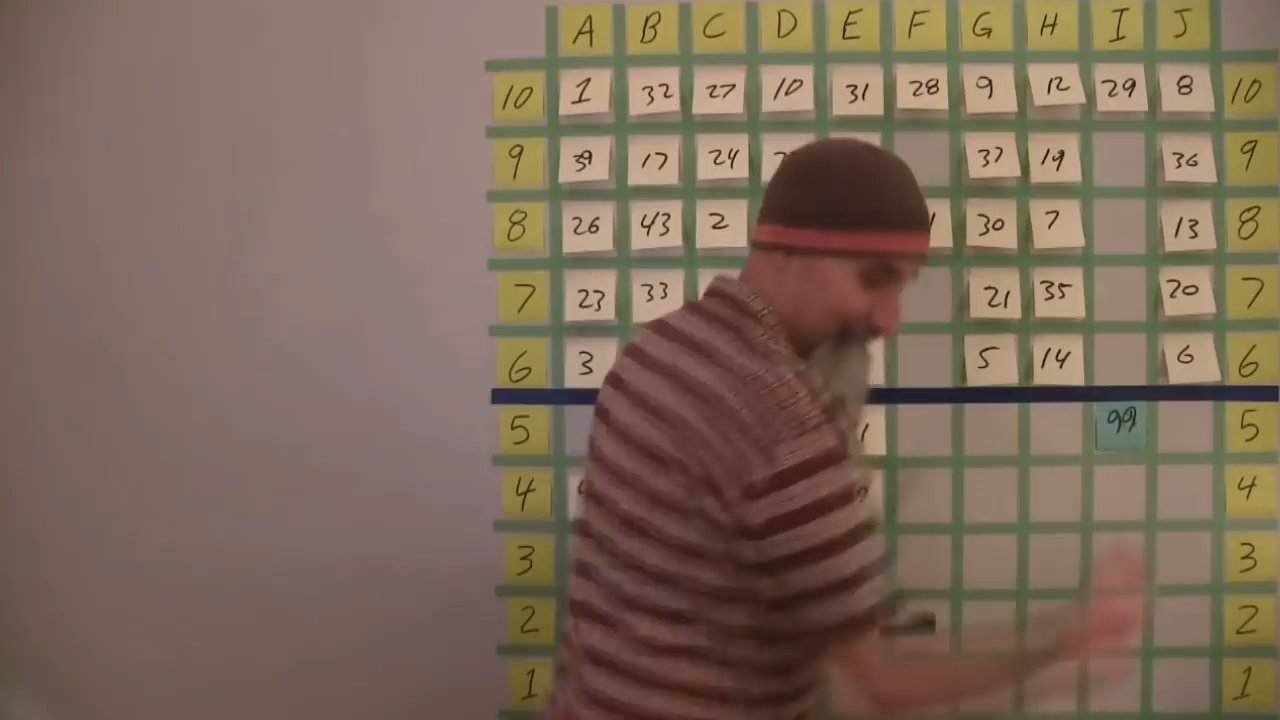 A B C D E F G H I J
10 1 32 27 10 31 28 9 12 29 8 10
9 39 17 24 37 19 36 9
8 26 43 2 30 7 13 8
7 23 33 21 35 20 7
6 3 5 14 6 6
5 99 5
4 4
3 3
2 2
1 1